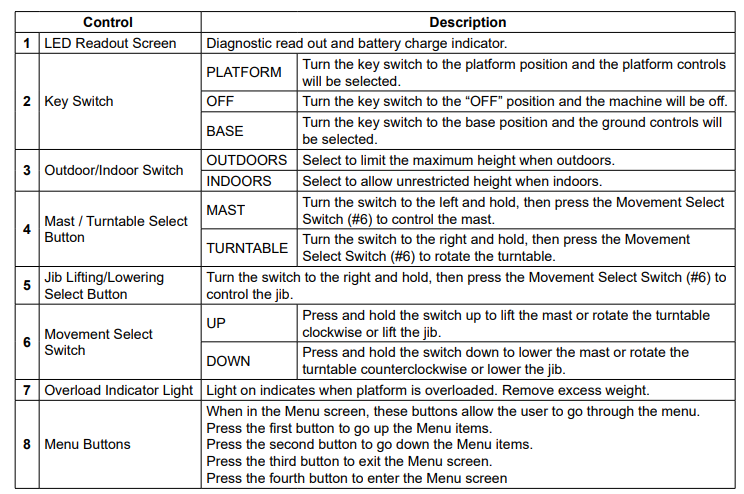 Control Description
1 LED Readout Screen Diagnostic read out and battery charge indicator.
2 Key Switch
PLATFORM
Turn the key switch to the platform position and the platform controls
will be selected.
OFF Turn the key switch to the “OFF” position and the machine will be off.
BASE
Turn the key switch to the base position and the ground controls will
be selected.
3 Outdoor/Indoor Switch
OUTDOORS Select to limit the maximum height when outdoors.
INDOORS Select to allow unrestricted height when indoors.
4
Mast / Turntable Select
Button
MAST
Turn the switch to the left and hold, then press the Movement Select
Switch (#6) to control the mast.
TURNTABLE
Turn the switch to the right and hold, then press the Movement
Select Switch (#6) to rotate the turntable.
5
Jib Lifting/Lowering
Select Button
Turn the switch to the right and hold, then press the Movement Select Switch (#6) to
control the jib.
6
Movement Select
Switch
UP
Press and hold the switch up to lift the mast or rotate the turntable
clockwise or lift the jib.
DOWN
Press and hold the switch down to lower the mast or rotate the
turntable counterclockwise or lower the jib.
7 Overload Indicator Light Light on indicates when platform is overloaded. Remove excess weight.
8 Menu Buttons
When in the Menu screen, these buttons allow the user to go through the menu.
Press the first button to go up the Menu items.
Press the second button to go down the Menu items.
Press the third button to exit the Menu screen.
Press the fourth button to enter the Menu screen